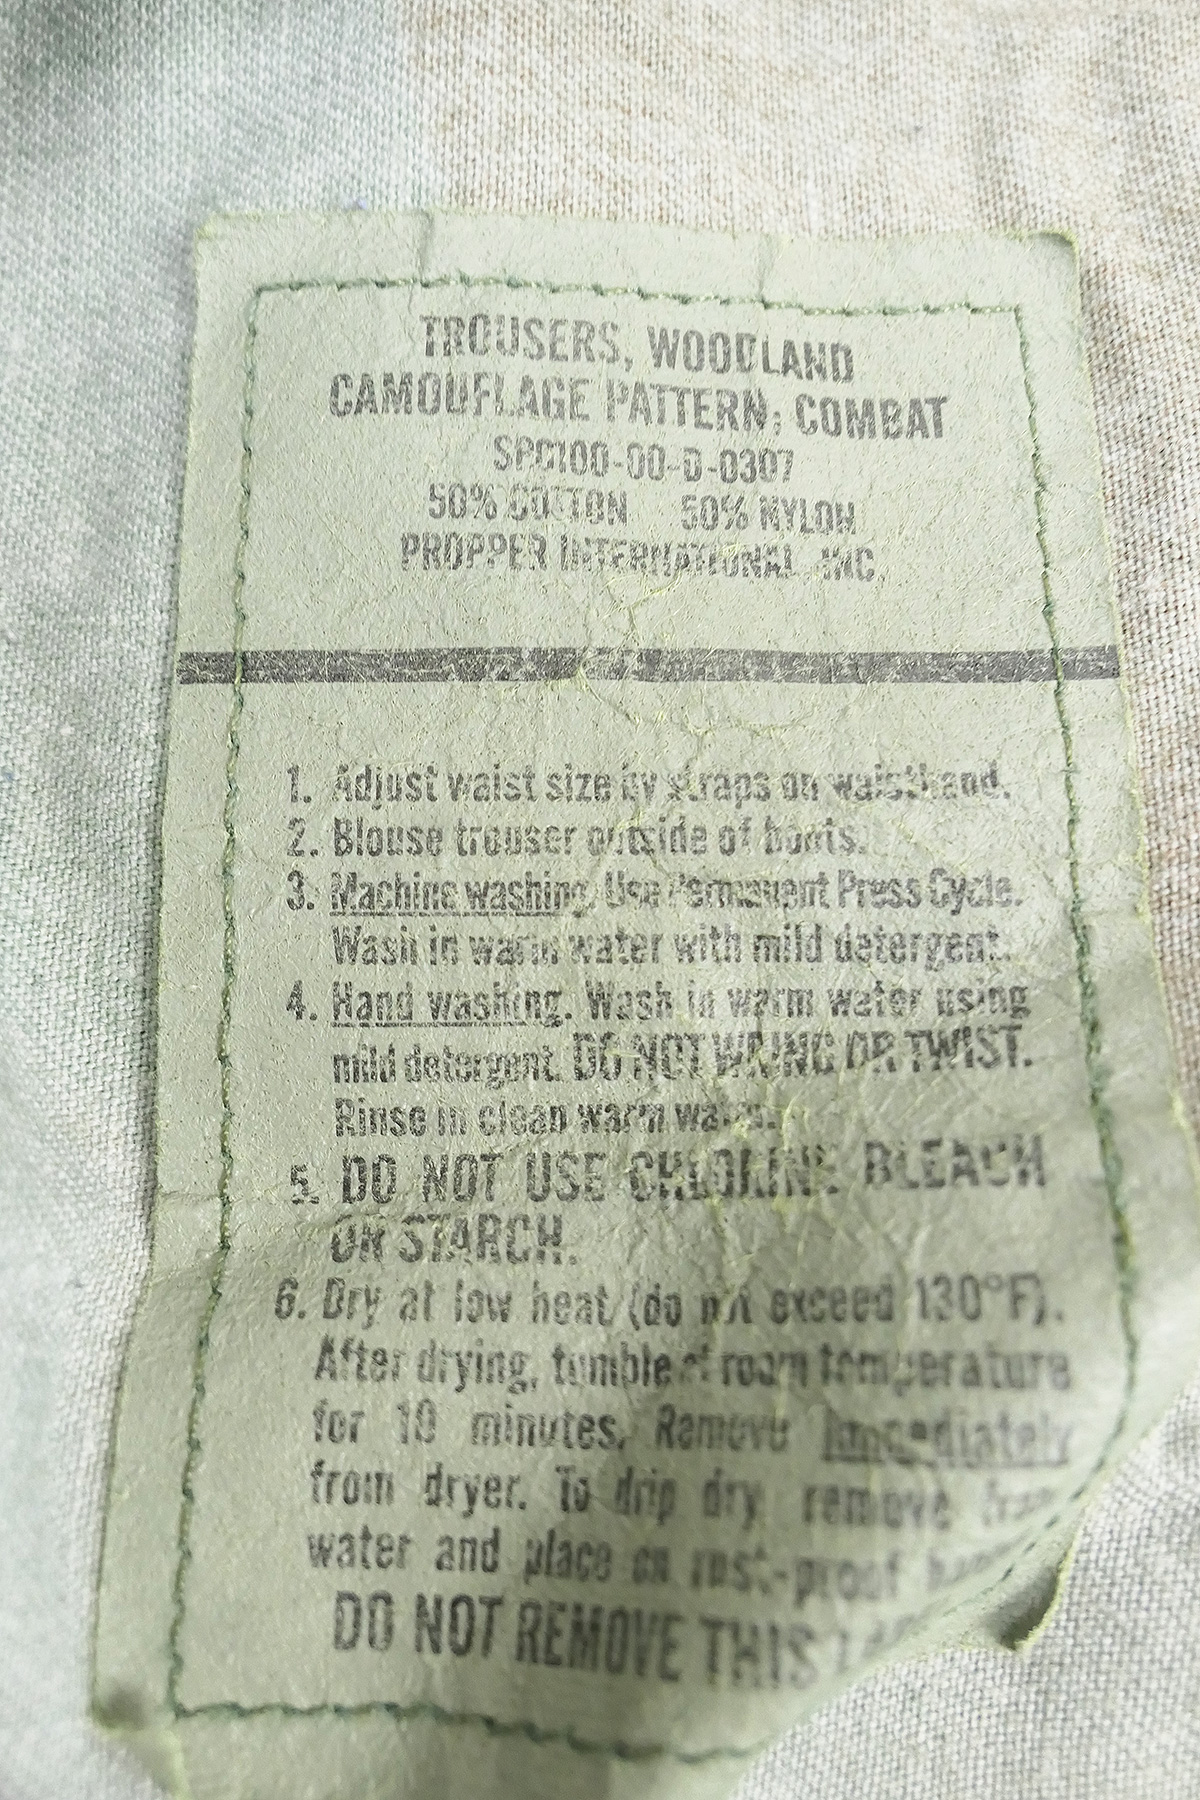 TROUSERS, WOODLAND
CAMOUFLAGE PATTERN, COMBAT
SPO100-00-D-0307
50% COTTON 50% NYLON
PROPPER INTERNATIONAL, INC.
1. Adjust waist size by straps on waistband.
2. Blouse trouser outside of boots.
3. Machine washing. Use Permanent Press Cycle.
Wash in warm water with mild detergent.
4. Hand washing. Wash in warm water using
mild detergent. DO NOT WRING OR TWIST.
Rinse in clean warm water.
5. DO NOT USE CHLORINE BLEACH
OR STARCH.
6. Dry at low heat (do not exceed 130°F).
After drying, tumble at room temperature
for 10 minutes. Remove immediately
from dryer. To drip dry remove from
water and place on rust-proof
DO NOT REMOVE THIS